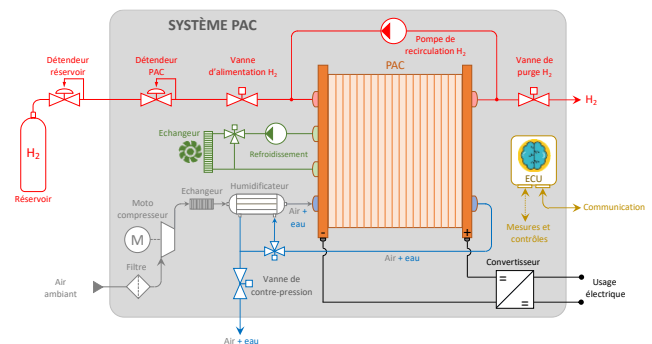 SYSTÈME PAC
Détendeur
réservoir
Détendeur
PAC
Vanne
d'alimentation H₂
Pompe de
recirculation H₂
Vanne de
purge H₂
PAC
H₂
H₂
Réservoir
Echangeur
Refroidissement
ECU
Communication
Mesures et
contrôles
Moto
compresseur
Echangeur
Humidificateur
Air + eau
M
Filtre
Air
ambiant
Vanne de
contre-pression
Air + eau
Air + eau
-
+
Convertisseur
=
=
Usage
électrique